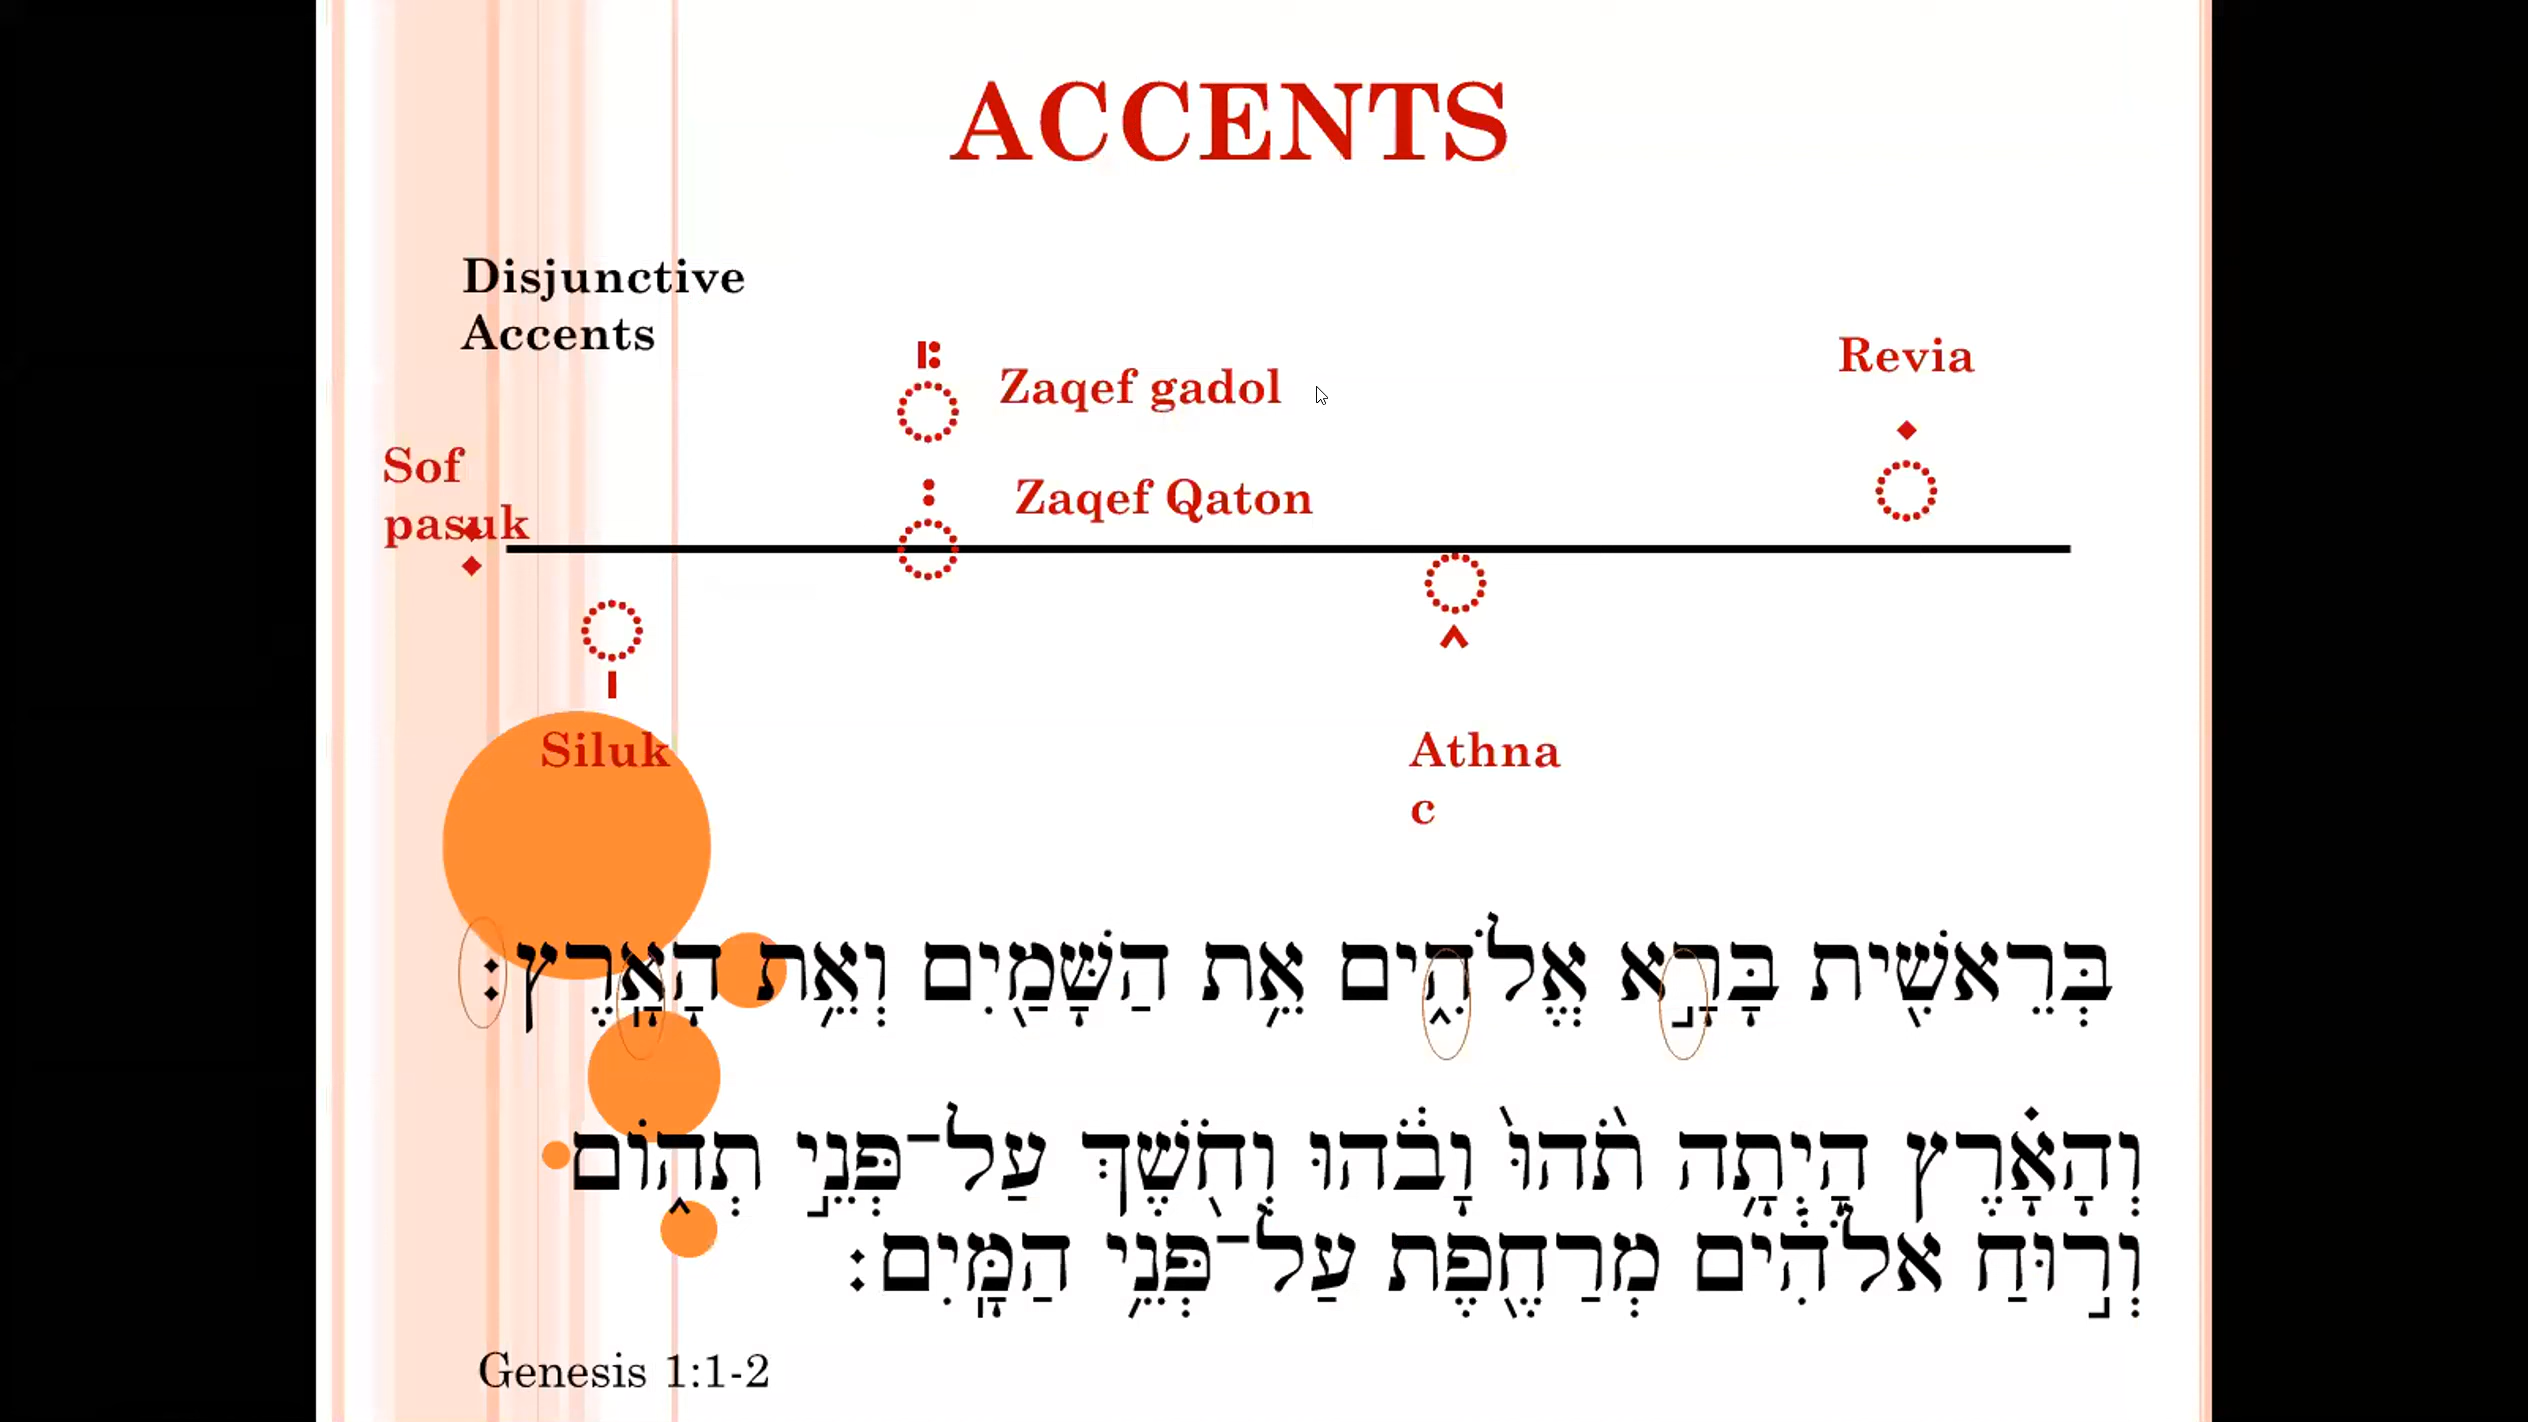 ACCENTS
Disjunctive
Accents
Revia
Zaqef gadol
Sof
pasuk
Zaqef Qaton
Siluk
Athna
c
בְּרֵאשִׁ֖ית בָּרָ֣א אֱלֹהִ֑ים אֵ֥ת הַשָּׁמַ֖יִם וְאֵ֥ת הָאָֽרֶץ׃
וְהָאָ֗רֶץ הָיְתָ֥ה תֹ֙הוּ֙ וָבֹ֔הוּ וְחֹ֖שֶׁךְ עַל־פְּנֵ֣י תְה֑וֹם
וְר֣וּחַ אלֹהִ֔ים מְרַחֶ֖פֶת עַל־פְּנֵ֥י הַמָּֽיִם׃
Genesis 1:1-2